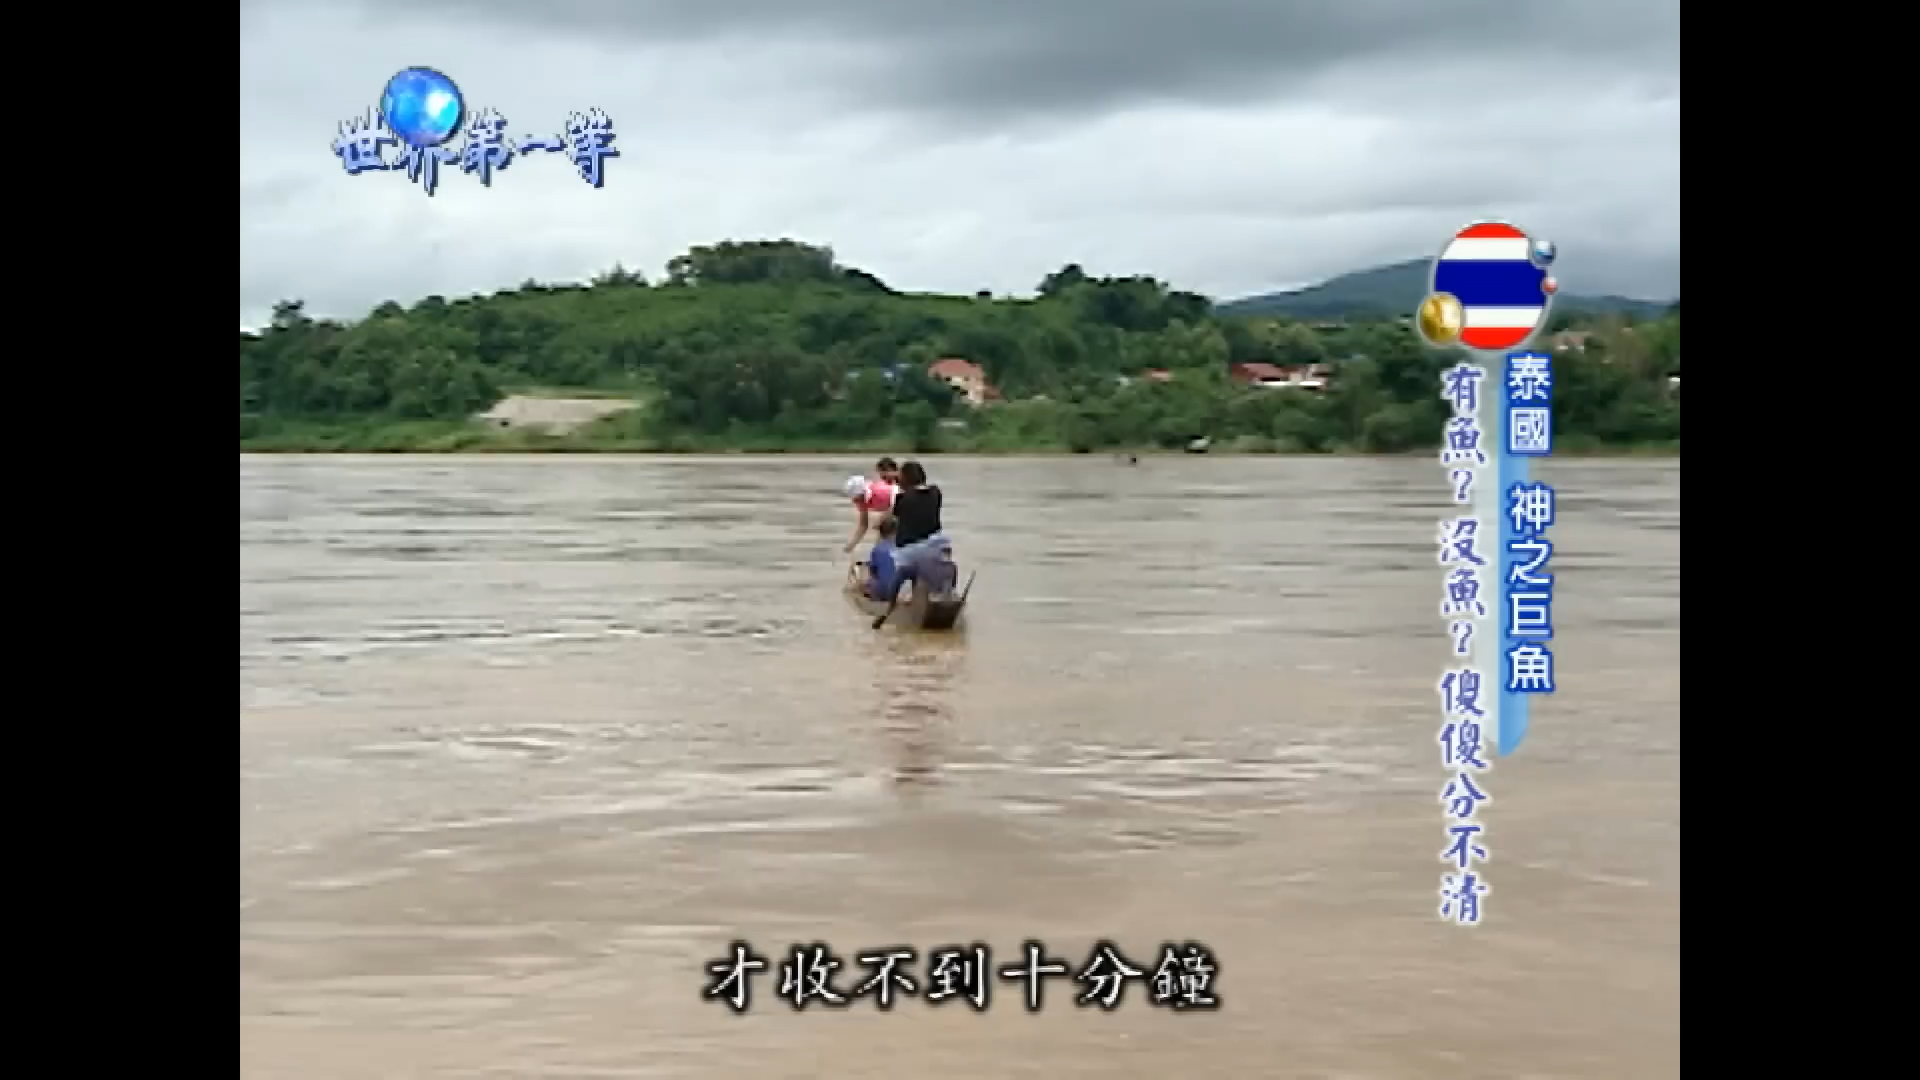 世界第一等
泰國 神之巨魚
有魚？沒魚？傻傻分不清
才收不到十分鐘